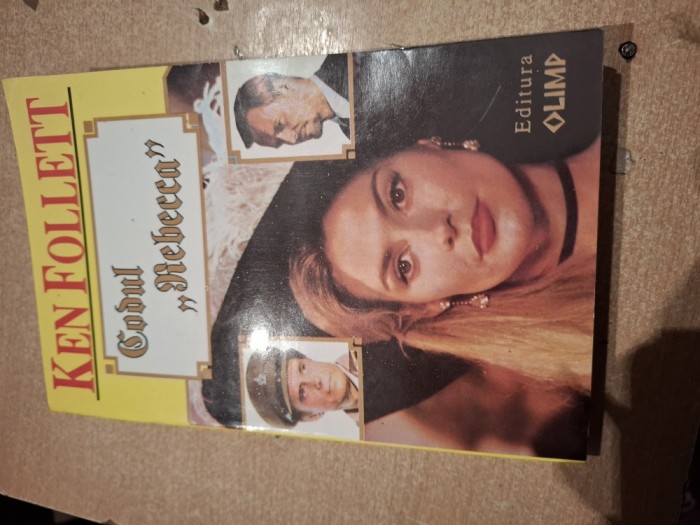 KEN FOLLETT
Codul
„Rebecca”
Editura
OLIMP